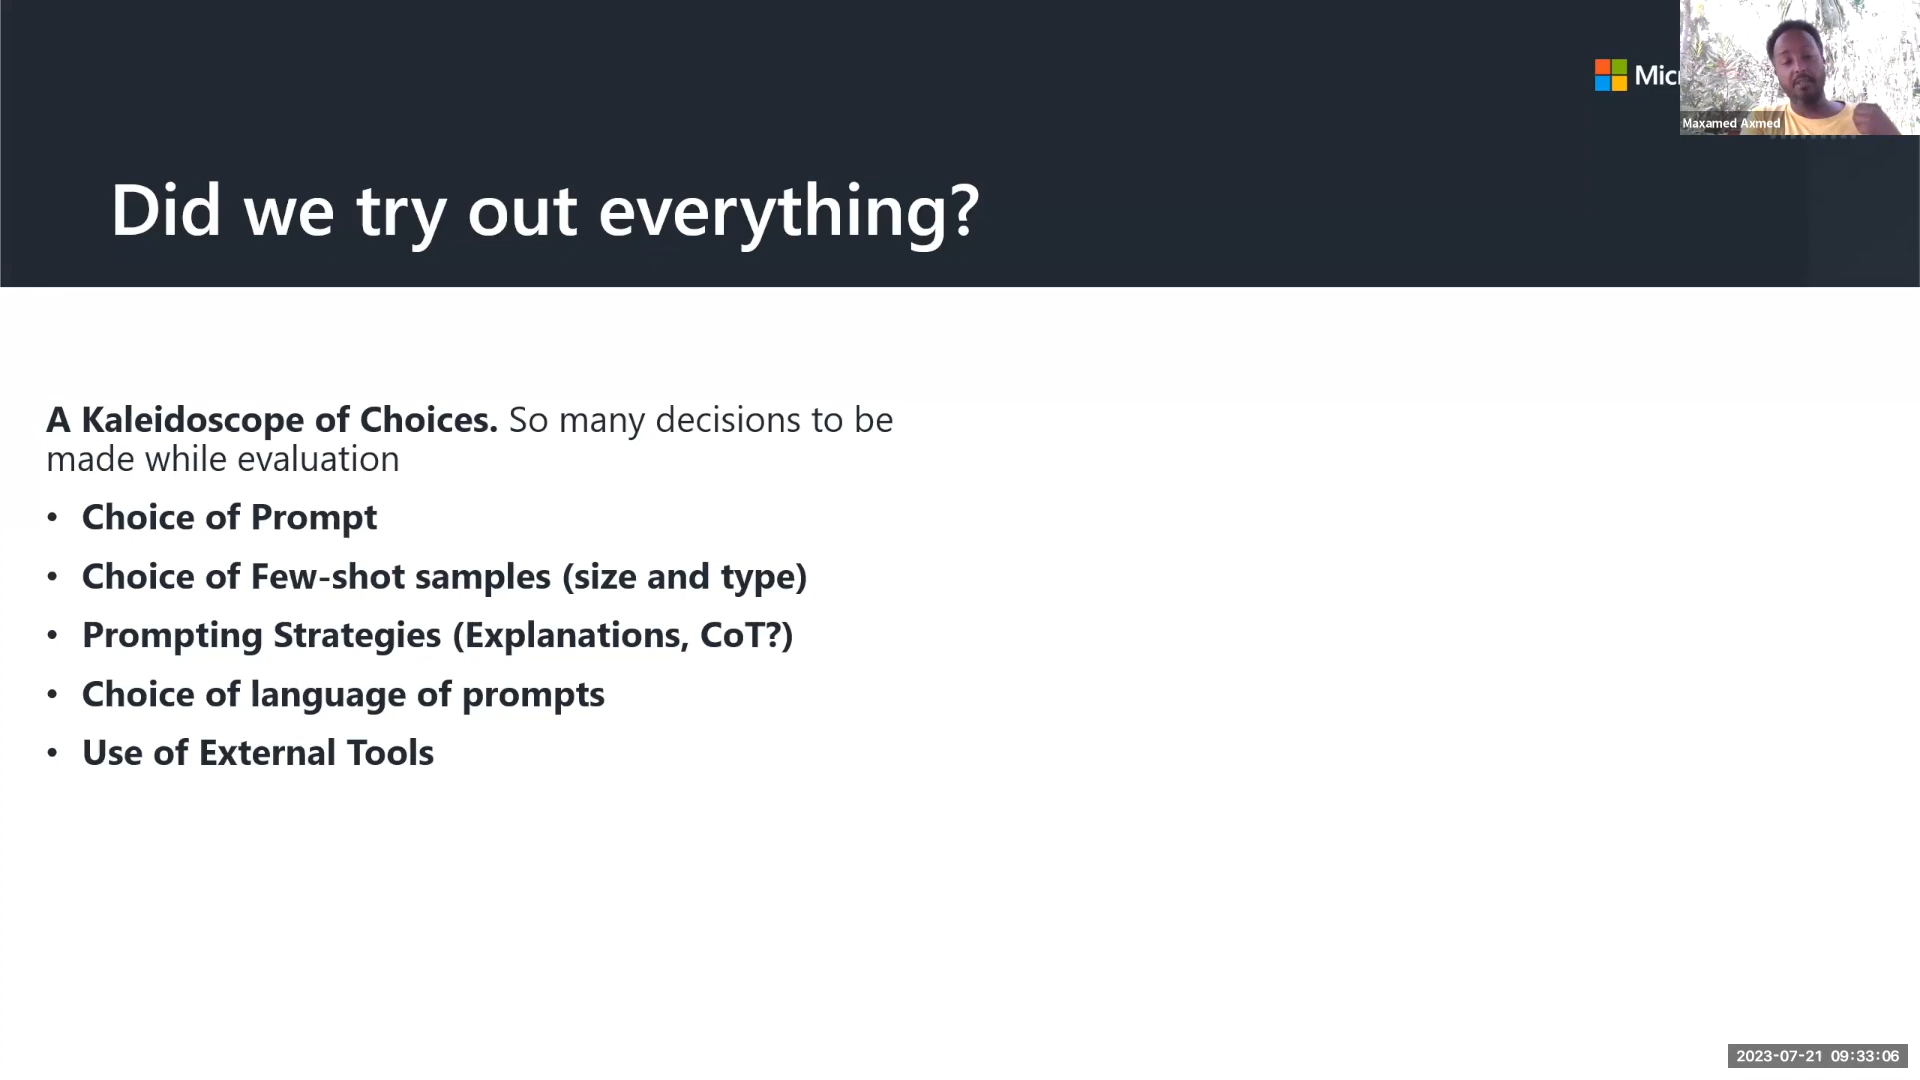 Mic
Maxamed Axmed
Did we try out everything?
A Kaleidoscope of Choices. So many decisions to be
made while evaluation
• Choice of Prompt
• Choice of Few-shot samples (size and type)
• Prompting Strategies (Explanations, CoT?)
• Choice of language of prompts
• Use of External Tools
2023-07-21 09:33:06